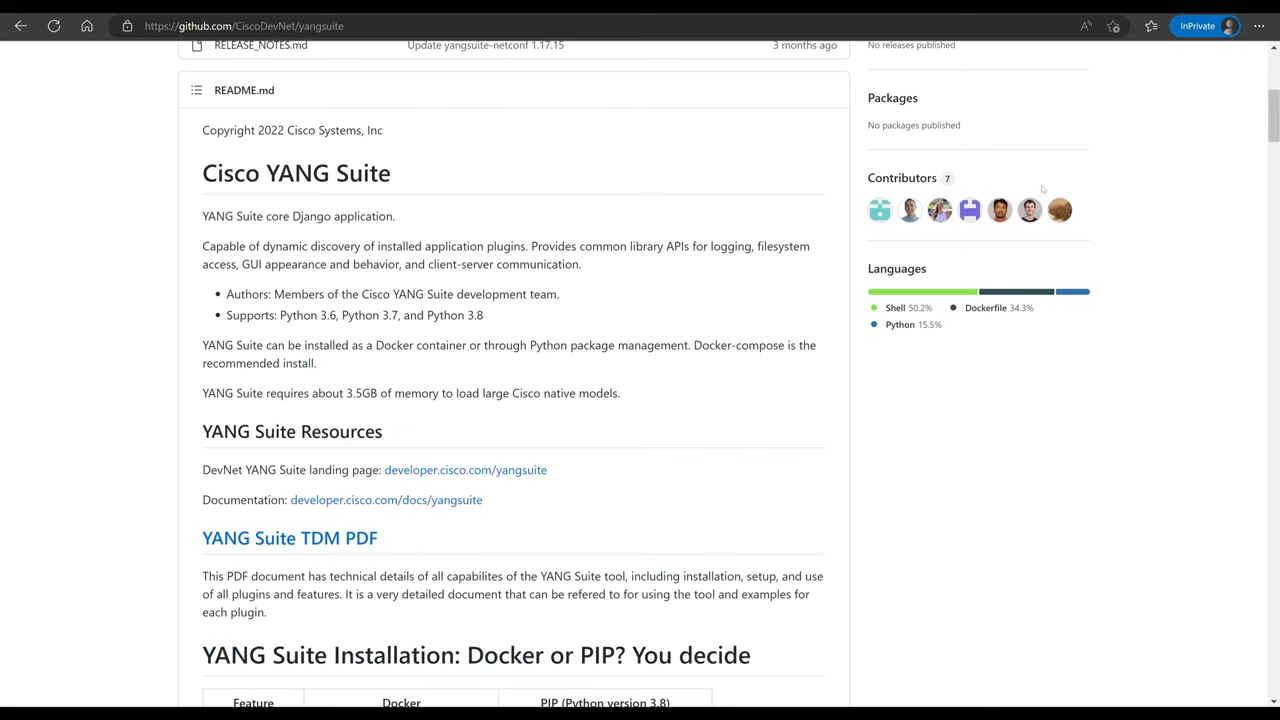 https://github.com/CiscoDevNet/yangsuite
InPrivate
RELEASE_NOTES.md
Update yangsuite-netconf 1.17.15
3 months ago
README.md
Copyright 2022 Cisco Systems, Inc
Cisco YANG Suite
YANG Suite core Django application.
Capable of dynamic discovery of installed application plugins. Provides common library APIs for logging, filesystem
access, GUI appearance and behavior, and client-server communication.
• Authors: Members of the Cisco YANG Suite development team.
• Supports: Python 3.6, Python 3.7, and Python 3.8
YANG Suite can be installed as a Docker container or through Python package management. Docker-compose is the
recommended install.
YANG Suite requires about 3.5GB of memory to load large Cisco native models.
YANG Suite Resources
DevNet YANG Suite landing page: developer.cisco.com/yangsuite
Documentation: developer.cisco.com/docs/yangsuite
YANG Suite TDM PDF
This PDF document has technical details of all capabilites of the YANG Suite tool, including installation, setup, and use
of all plugins and features. It is a very detailed document that can be refered to for using the tool and examples for
each plugin.
YANG Suite Installation: Docker or PIP? You decide
Feature
Docker
PIP (Python version 3.8)
No releases published
Packages
No packages published
Contributors 7
Languages
Shell 50.2%
Dockerfile 34.3%
Python 15.5%